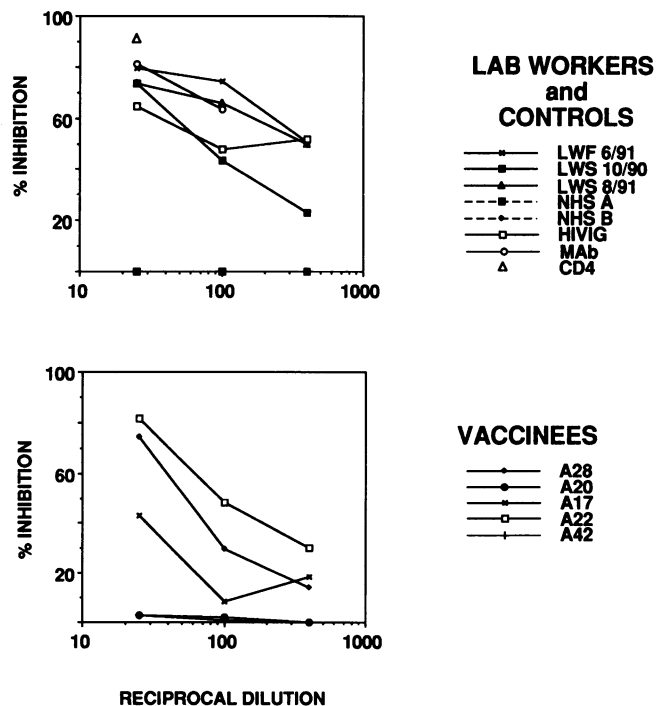 100
60
20
% INHIBITION
10
100
1000
LAB WORKERS
and
CONTROLS
LWF 6/91
LWS 10/90
LWS 8/91
NHS A
NHS B
HIVIG
MAb
CD4
100
60
20
% INHIBITION
10
100
1000
VACCINEES
A28
A20
A17
A22
A42
RECIPROCAL DILUTION